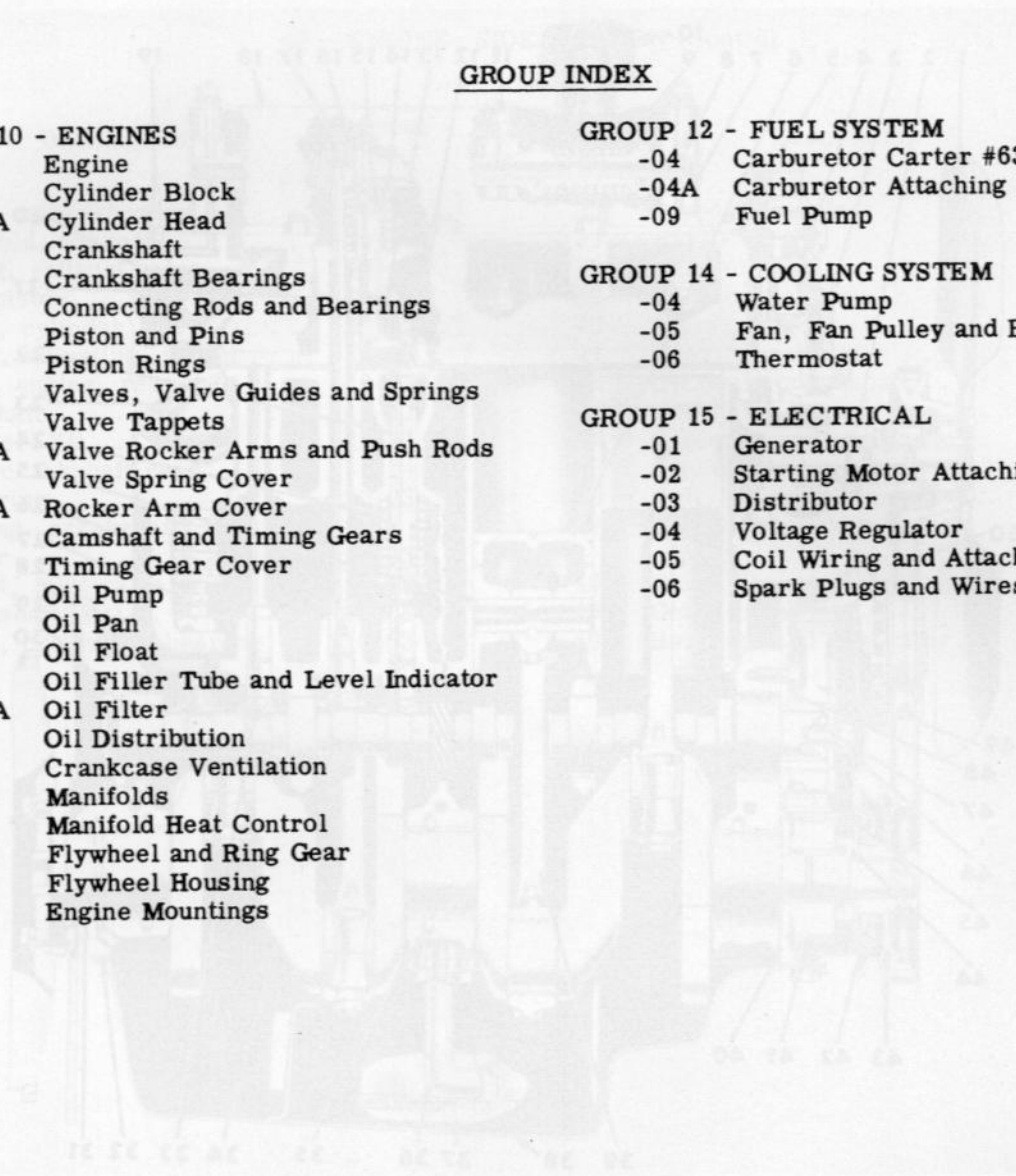 GROUP INDEX
10 - ENGINES
Engine
Cylinder Block
A Cylinder Head
Crankshaft
Crankshaft Bearings
Connecting Rods and Bearings
Piston and Pins
Piston Rings
Valves, Valve Guides and Springs
Valve Tappets
A Valve Rocker Arms and Push Rods
Valve Spring Cover
A Rocker Arm Cover
Camshaft and Timing Gears
Timing Gear Cover
Oil Pump
Oil Pan
Oil Float
Oil Filler Tube and Level Indicator
A Oil Filter
Oil Distribution
Crankcase Ventilation
Manifolds
Manifold Heat Control
Flywheel and Ring Gear
Flywheel Housing
Engine Mountings
GROUP 12 - FUEL SYSTEM
-04 Carburetor Carter #63
-04A Carburetor Attaching
-09 Fuel Pump
GROUP 14 - COOLING SYSTEM
-04 Water Pump
-05 Fan, Fan Pulley and
-06 Thermostat
GROUP 15 - ELECTRICAL
-01 Generator
-02 Starting Motor Attachi
-03 Distributor
-04 Voltage Regulator
-05 Coil Wiring and Attach
-06 Spark Plugs and Wires